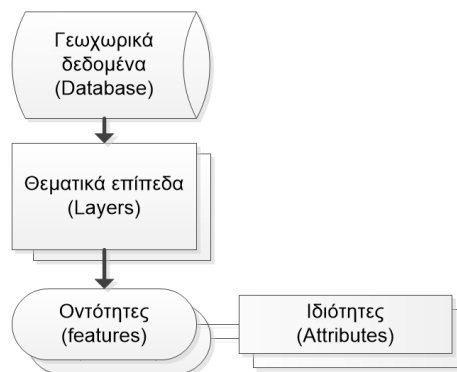 Γεωχωρικά
δεδομένα
(Database)
Θεματικά επίπεδα
(Layers)
Οντότητες
(features)
Ιδιότητες
(Attributes)